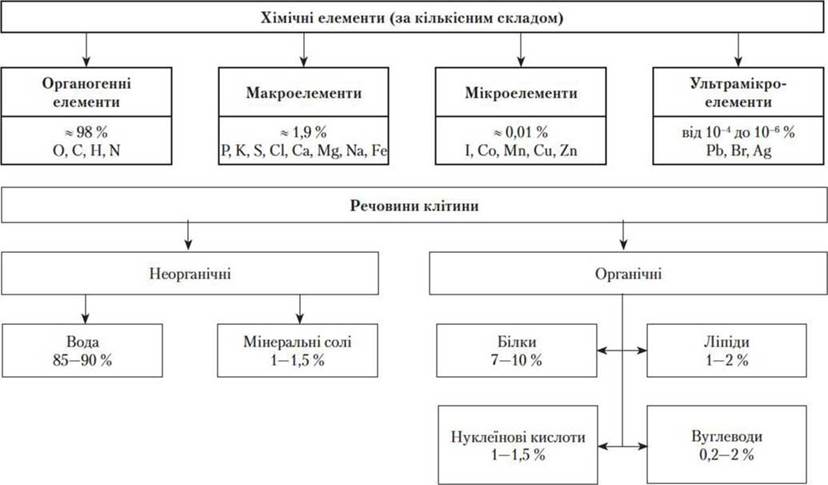 Хімічні елементи (за кількісним складом)
Органогенні
елементи
≈ 98 %
O, C, H, N
Макроелементи
≈ 1,9 %
P, K, S, Cl, Ca, Mg, Na, Fe
Мікроелементи
≈ 0,01 %
I, Co, Mn, Cu, Zn
Ультрамікро-
елементи
від 10⁻⁴ до 10⁻⁶ %
Pb, Br, Ag
Речовини клітини
Неорганічні
Органічні
Вода
85—90 %
Мінеральні солі
1—1,5 %
Білки
7—10 %
Ліпіди
1—2 %
Нуклеїнові кислоти
1—1,5 %
Вуглеводи
0,2—2 %